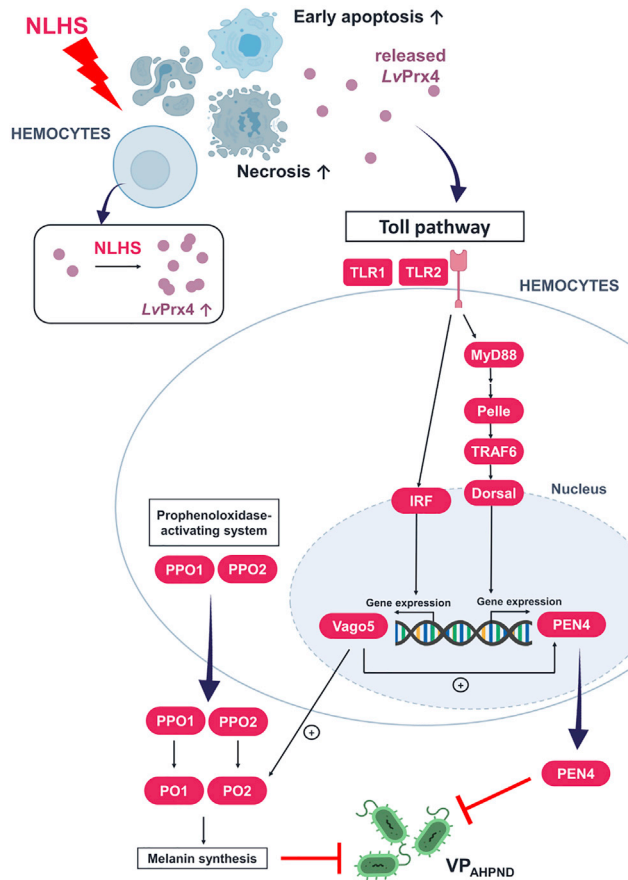 NLHS
Early apoptosis ↑
released
LvPrx4
HEMOCYTES
Necrosis ↑
NLHS
LvPrx4 ↑
Toll pathway
TLR1
TLR2
HEMOCYTES
MyD88
Pelle
TRAF6
Dorsal
Nucleus
IRF
Prophenoloxidase-
activating system
PPO1
PPO2
Gene expression
Gene expression
Vago5
PEN4
+
+
PPO1
PPO2
PO1
PO2
PEN4
Melanin synthesis
VPAHPND